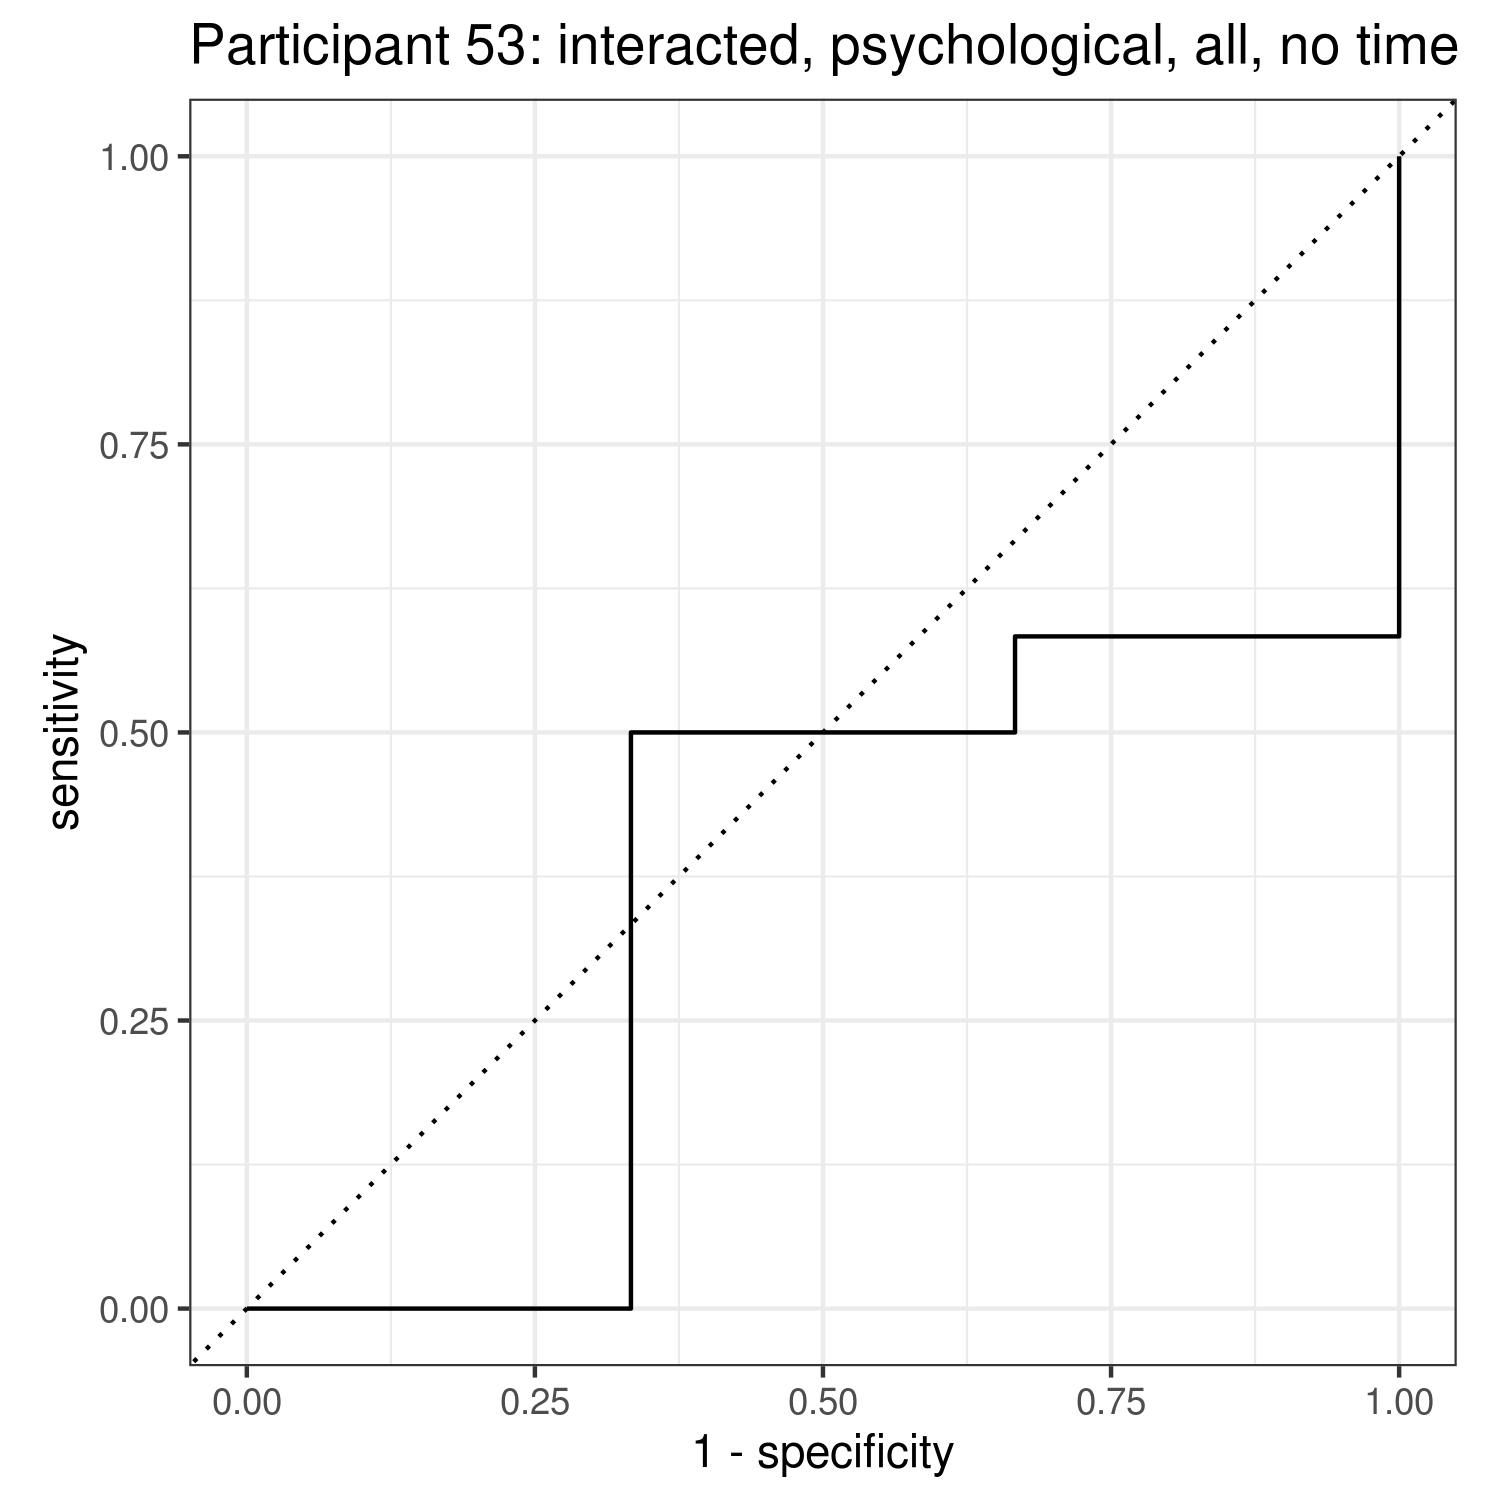 Participant 53: interacted, psychological, all, no time
1.00
0.75
0.50
0.25
0.00
sensitivity
0.00 0.25 0.50 0.75 1.00
1 - specificity